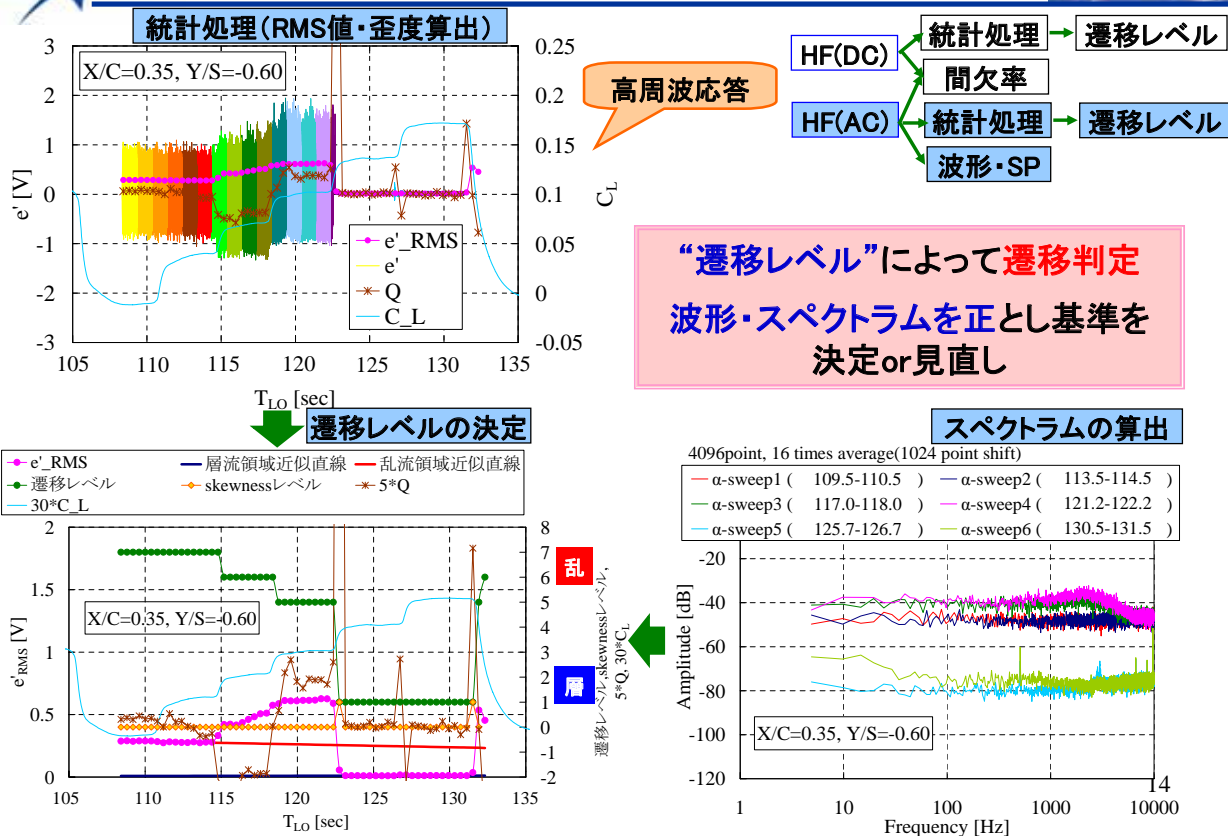 統計処理(RMS値・歪度算出)
X/C=0.35, Y/S=-0.60
e' [V]
3
2
1
0
-1
-2
-3
0.25
0.2
0.15
0.1
0.05
0
-0.05
C_L
e'_RMS
e'
Q
C_L
105 110 115 120 125 130 135
T_LO [sec]
高周波応答
HF(DC)
統計処理
遷移レベル
間欠率
HF(AC)
統計処理
遷移レベル
波形・SP
“遷移レベル”によって遷移判定
波形・スペクトラムを正とし基準を
決定or見直し
遷移レベルの決定
e'_RMS 層流領域近似直線 乱流領域近似直線
遷移レベル skewnessレベル 5*Q
30*C_L
e'_RMS [V]
2
1.5
1
0.5
0
X/C=0.35, Y/S=-0.60
8
7
6
5
4
3
2
1
0
-1
-2
乱
層
遷移レベル,skewnessレベル,
5*Q, 30*C_L
105 110 115 120 125 130 135
T_LO [sec]
スペクトラムの算出
4096point, 16 times average(1024 point shift)
α-sweep1 ( 109.5-110.5 ) α-sweep2 ( 113.5-114.5 )
α-sweep3 ( 117.0-118.0 ) α-sweep4 ( 121.2-122.2 )
α-sweep5 ( 125.7-126.7 ) α-sweep6 ( 130.5-131.5 )
Amplitude [dB]
-20
-40
-60
-80
-100
-120
X/C=0.35, Y/S=-0.60
14
1 10 100 1000 10000
Frequency [Hz]